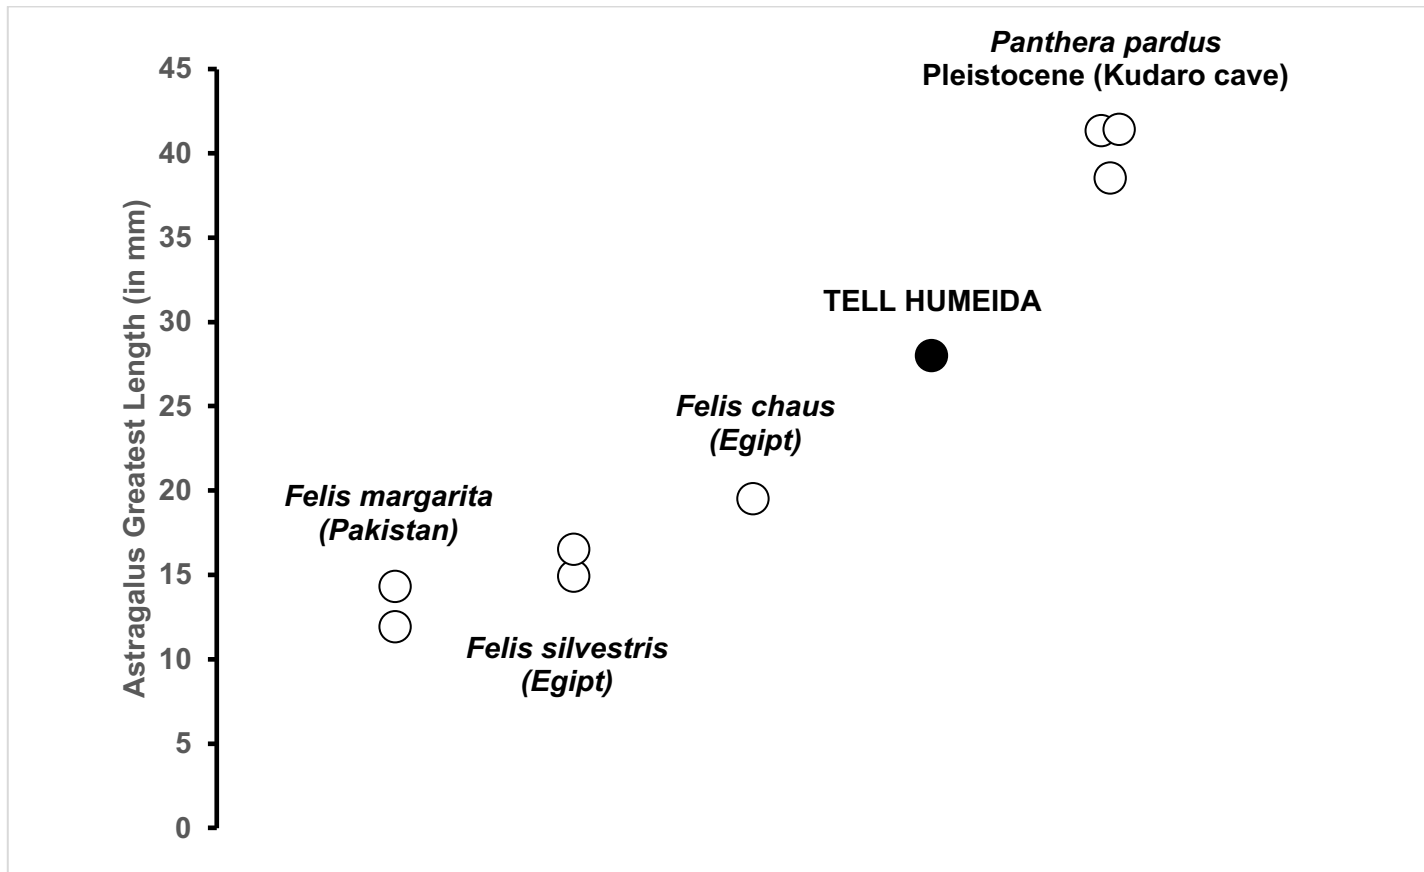 Panthera pardus
Pleistocene (Kudaro cave)
45
40
35
30
25
20
15
10
5
0
Astragalus Greatest Length (in mm)
TELL HUMEIDA
Felis chaus
(Egipt)
Felis margarita
(Pakistan)
Felis silvestris
(Egipt)